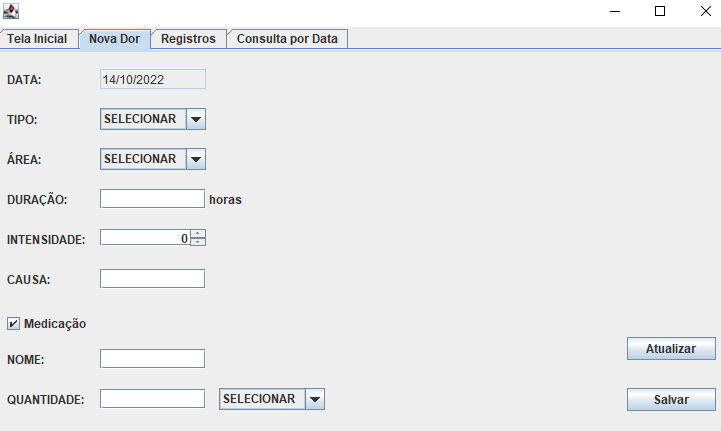 Tela Inicial Nova Dor Registros Consulta por Data
DATA: 14/10/2022
TIPO: SELECIONAR
ÁREA: SELECIONAR
DURAÇÃO: horas
INTENSIDADE: 0
CAUSA:
Medicação
Atualizar
NOME:
QUANTIDADE: SELECIONAR Salvar